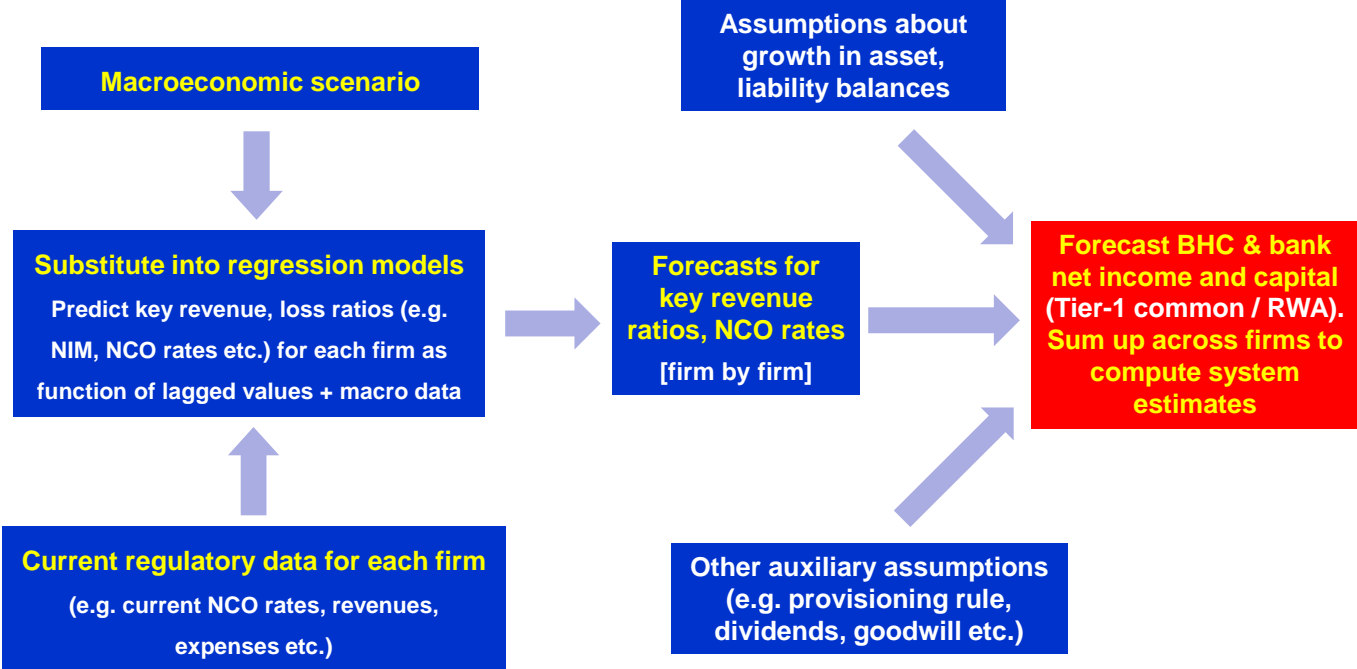 Macroeconomic scenario
Assumptions about
growth in asset,
liability balances
Substitute into regression models
Predict key revenue, loss ratios (e.g.
NIM, NCO rates etc.) for each firm as
function of lagged values + macro data
Forecasts for
key revenue
ratios, NCO rates
[firm by firm]
Forecast BHC & bank
net income and capital
(Tier-1 common / RWA).
Sum up across firms to
compute system
estimates
Current regulatory data for each firm
(e.g. current NCO rates, revenues,
expenses etc.)
Other auxiliary assumptions
(e.g. provisioning rule,
dividends, goodwill etc.)